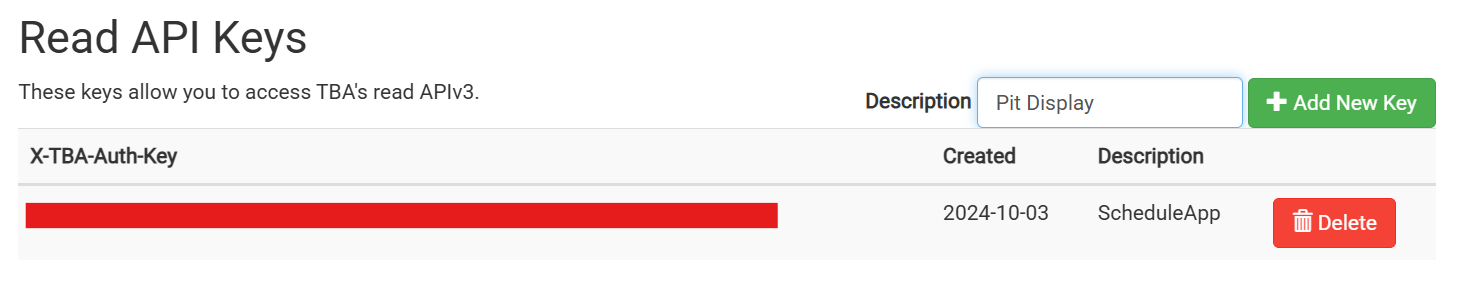 Read API Keys
These keys allow you to access TBA's read APIv3.
Description Pit Display Add New Key
X-TBA-Auth-Key Created Description
2024-10-03 ScheduleApp Delete